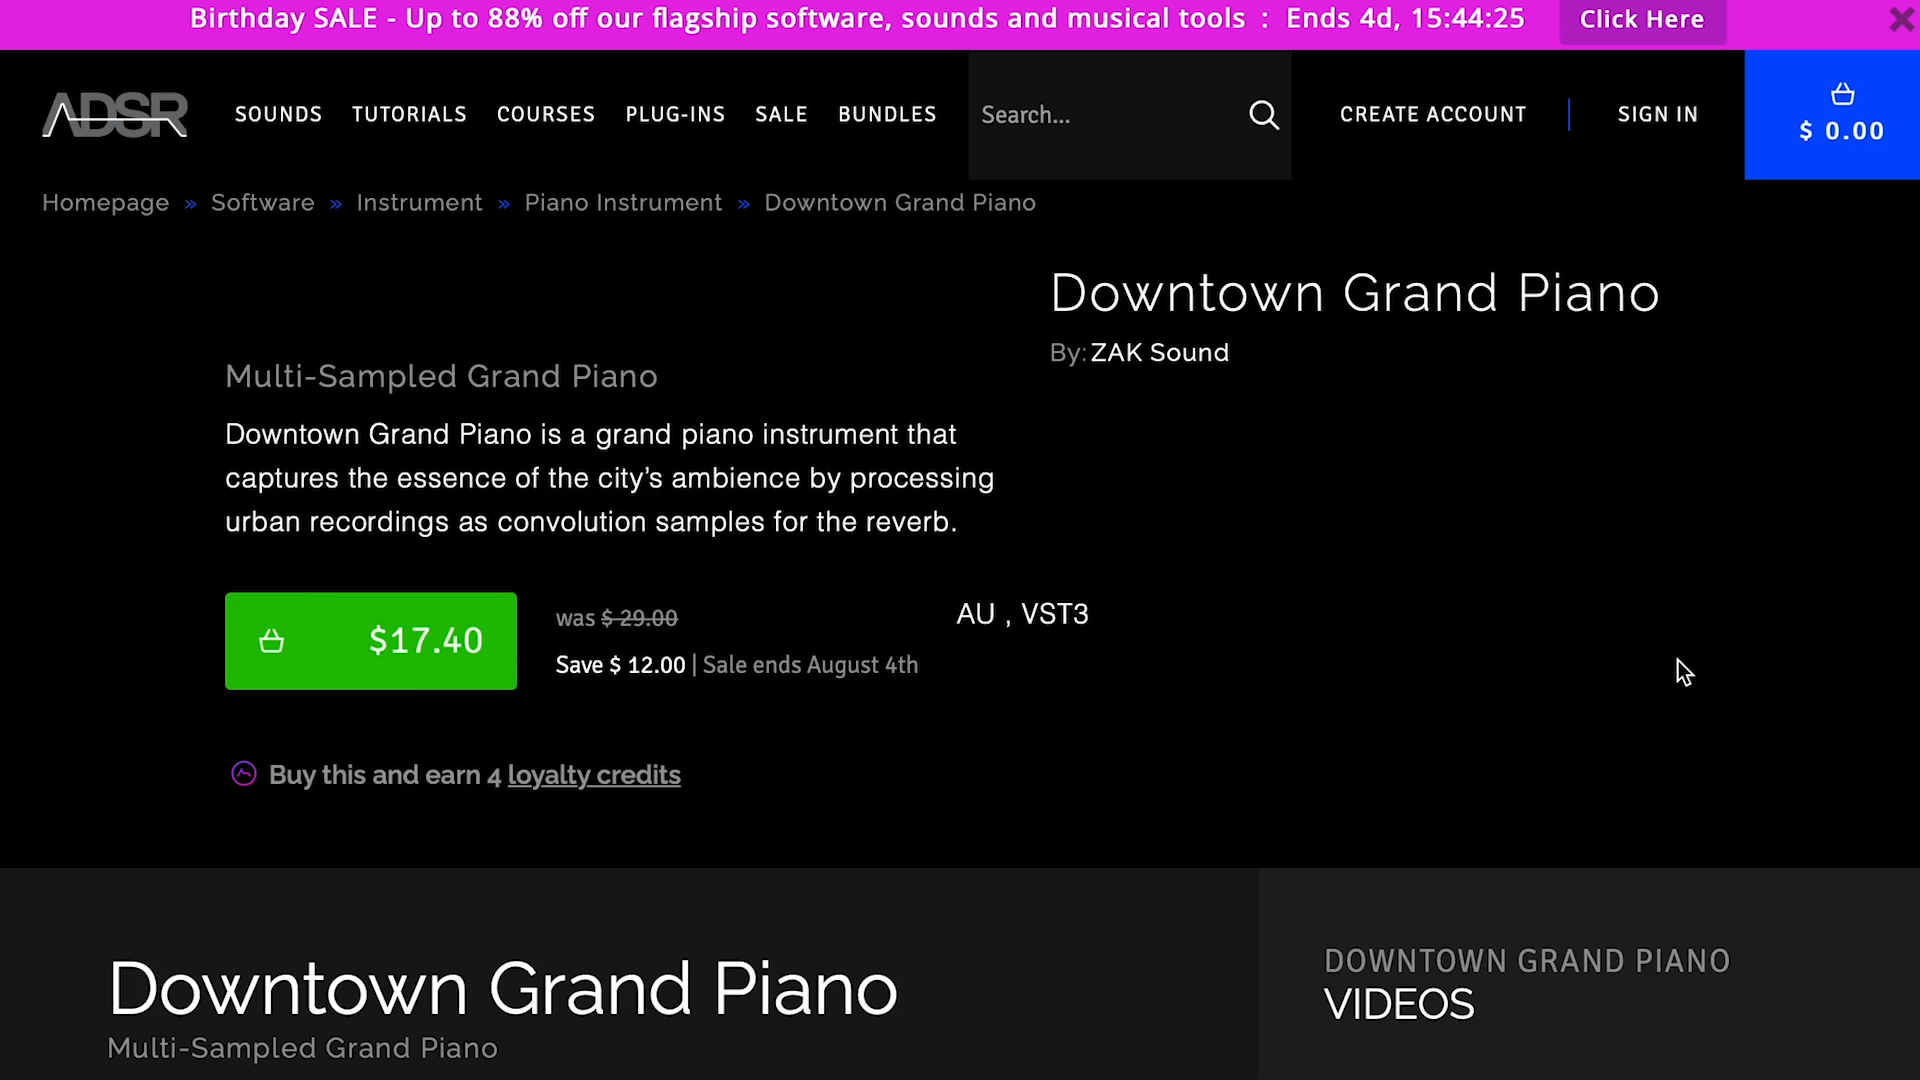 Birthday SALE - Up to 88% off our flagship software, sounds and musical tools : Ends 4d, 15:44:25 Click Here
ADSR SOUNDS TUTORIALS COURSES PLUG-INS SALE BUNDLES Search... CREATE ACCOUNT SIGN IN
$ 0.00
Homepage » Software » Instrument » Piano Instrument » Downtown Grand Piano
Downtown Grand Piano
By: ZAK Sound
Multi-Sampled Grand Piano
Downtown Grand Piano is a grand piano instrument that
captures the essence of the city’s ambience by processing
urban recordings as convolution samples for the reverb.
$17.40
was $ 29.00
AU , VST3
Save $ 12.00 | Sale ends August 4th
Buy this and earn 4 loyalty credits
Downtown Grand Piano
Multi-Sampled Grand Piano
DOWNTOWN GRAND PIANO
VIDEOS